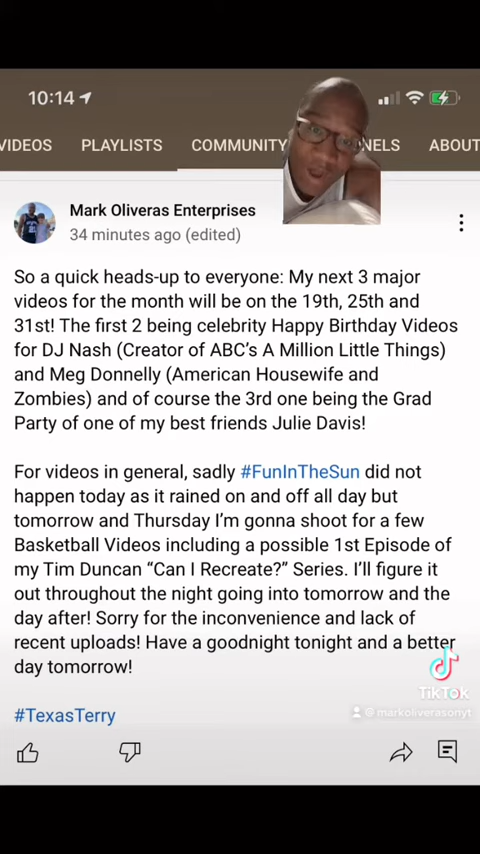 10:14
VIDEOS PLAYLISTS COMMUNITY NELS ABOUT
Mark Oliveras Enterprises
34 minutes ago (edited)
So a quick heads-up to everyone: My next 3 major
videos for the month will be on the 19th, 25th and
31st! The first 2 being celebrity Happy Birthday Videos
for DJ Nash (Creator of ABC’s A Million Little Things)
and Meg Donnelly (American Housewife and
Zombies) and of course the 3rd one being the Grad
Party of one of my best friends Julie Davis!
For videos in general, sadly #FunInTheSun did not
happen today as it rained on and off all day but
tomorrow and Thursday I’m gonna shoot for a few
Basketball Videos including a possible 1st Episode of
my Tim Duncan “Can I Recreate?” Series. I’ll figure it
out throughout the night going into tomorrow and the
day after! Sorry for the inconvenience and lack of
recent uploads! Have a goodnight tonight and a better
day tomorrow!
TikTok
@markoliverasonyt
#TexasTerry